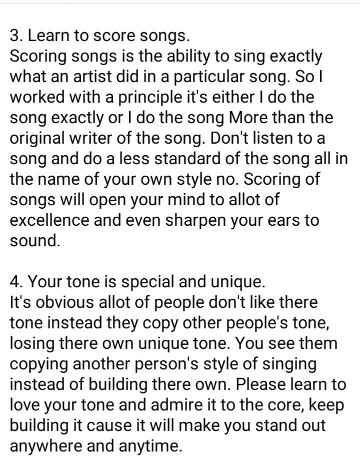 3. Learn to score songs.
Scoring songs is the ability to sing exactly
what an artist did in a particular song. So I
worked with a principle it's either I do the
song exactly or I do the song More than the
original writer of the song. Don't listen to a
song and do a less standard of the song all in
the name of your own style no. Scoring of
songs will open your mind to allot of
excellence and even sharpen your ears to
sound.

4. Your tone is special and unique.
It's obvious allot of people don't like there
tone instead they copy other people's tone,
losing there own unique tone. You see them
copying another person's style of singing
instead of building there own. Please learn to
love your tone and admire it to the core, keep
building it cause it will make you stand out
anywhere and anytime.